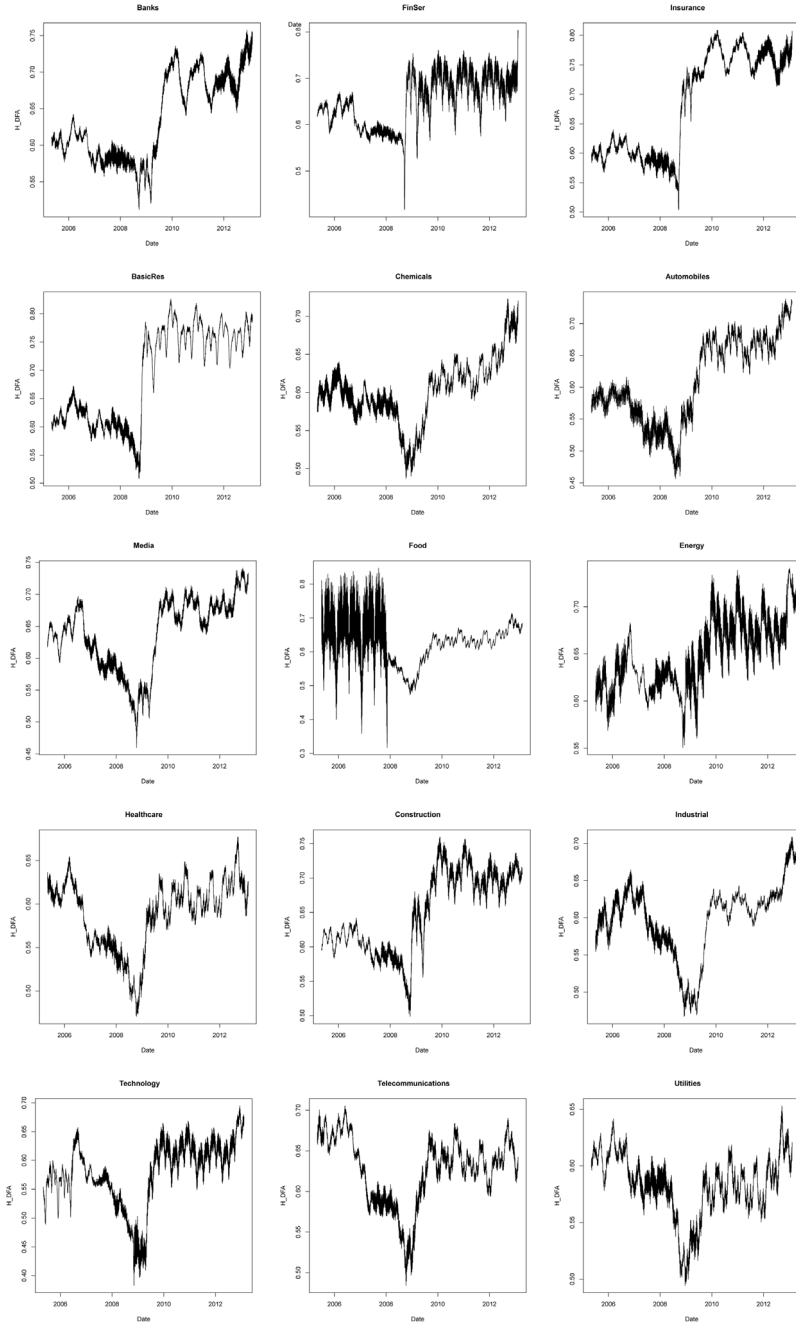 Banks
0.75
0.70
0.65
0.60
0.55
H_DFA
2006 2008 2010 2012
Date
FinSer
Date
0.8
0.7
0.6
0.5
H_DFA
2006 2008 2010 2012
Date
Insurance
0.80
0.75
0.70
0.65
0.60
0.55
0.50
H_DFA
2006 2008 2010 2012
Date
BasicRes
0.80
0.75
0.70
0.65
0.60
0.55
0.50
H_DFA
2006 2008 2010 2012
Date
Chemicals
0.70
0.65
0.60
0.55
0.50
H_DFA
2006 2008 2010 2012
Date
Automobiles
0.70
0.65
0.60
0.55
0.50
0.45
H_DFA
2006 2008 2010 2012
Date
Media
0.75
0.70
0.65
0.60
0.55
0.50
0.45
H_DFA
2006 2008 2010 2012
Date
Food
0.8
0.7
0.6
0.5
0.4
0.3
H_DFA
2006 2008 2010 2012
Date
Energy
0.70
0.65
0.60
0.55
H_DFA
2006 2008 2010 2012
Date
Healthcare
0.65
0.60
0.55
0.50
H_DFA
2006 2008 2010 2012
Date
Construction
0.75
0.70
0.65
0.60
0.55
0.50
H_DFA
2006 2008 2010 2012
Date
Industrial
0.70
0.65
0.60
0.55
0.50
H_DFA
2006 2008 2010 2012
Date
Technology
0.70
0.65
0.60
0.55
0.50
0.45
0.40
H_DFA
2006 2008 2010 2012
Date
Telecommunications
0.70
0.65
0.60
0.55
0.50
H_DFA
2006 2008 2010 2012
Date
Utilities
0.65
0.60
0.55
0.50
H_DFA
2006 2008 2010 2012
Date